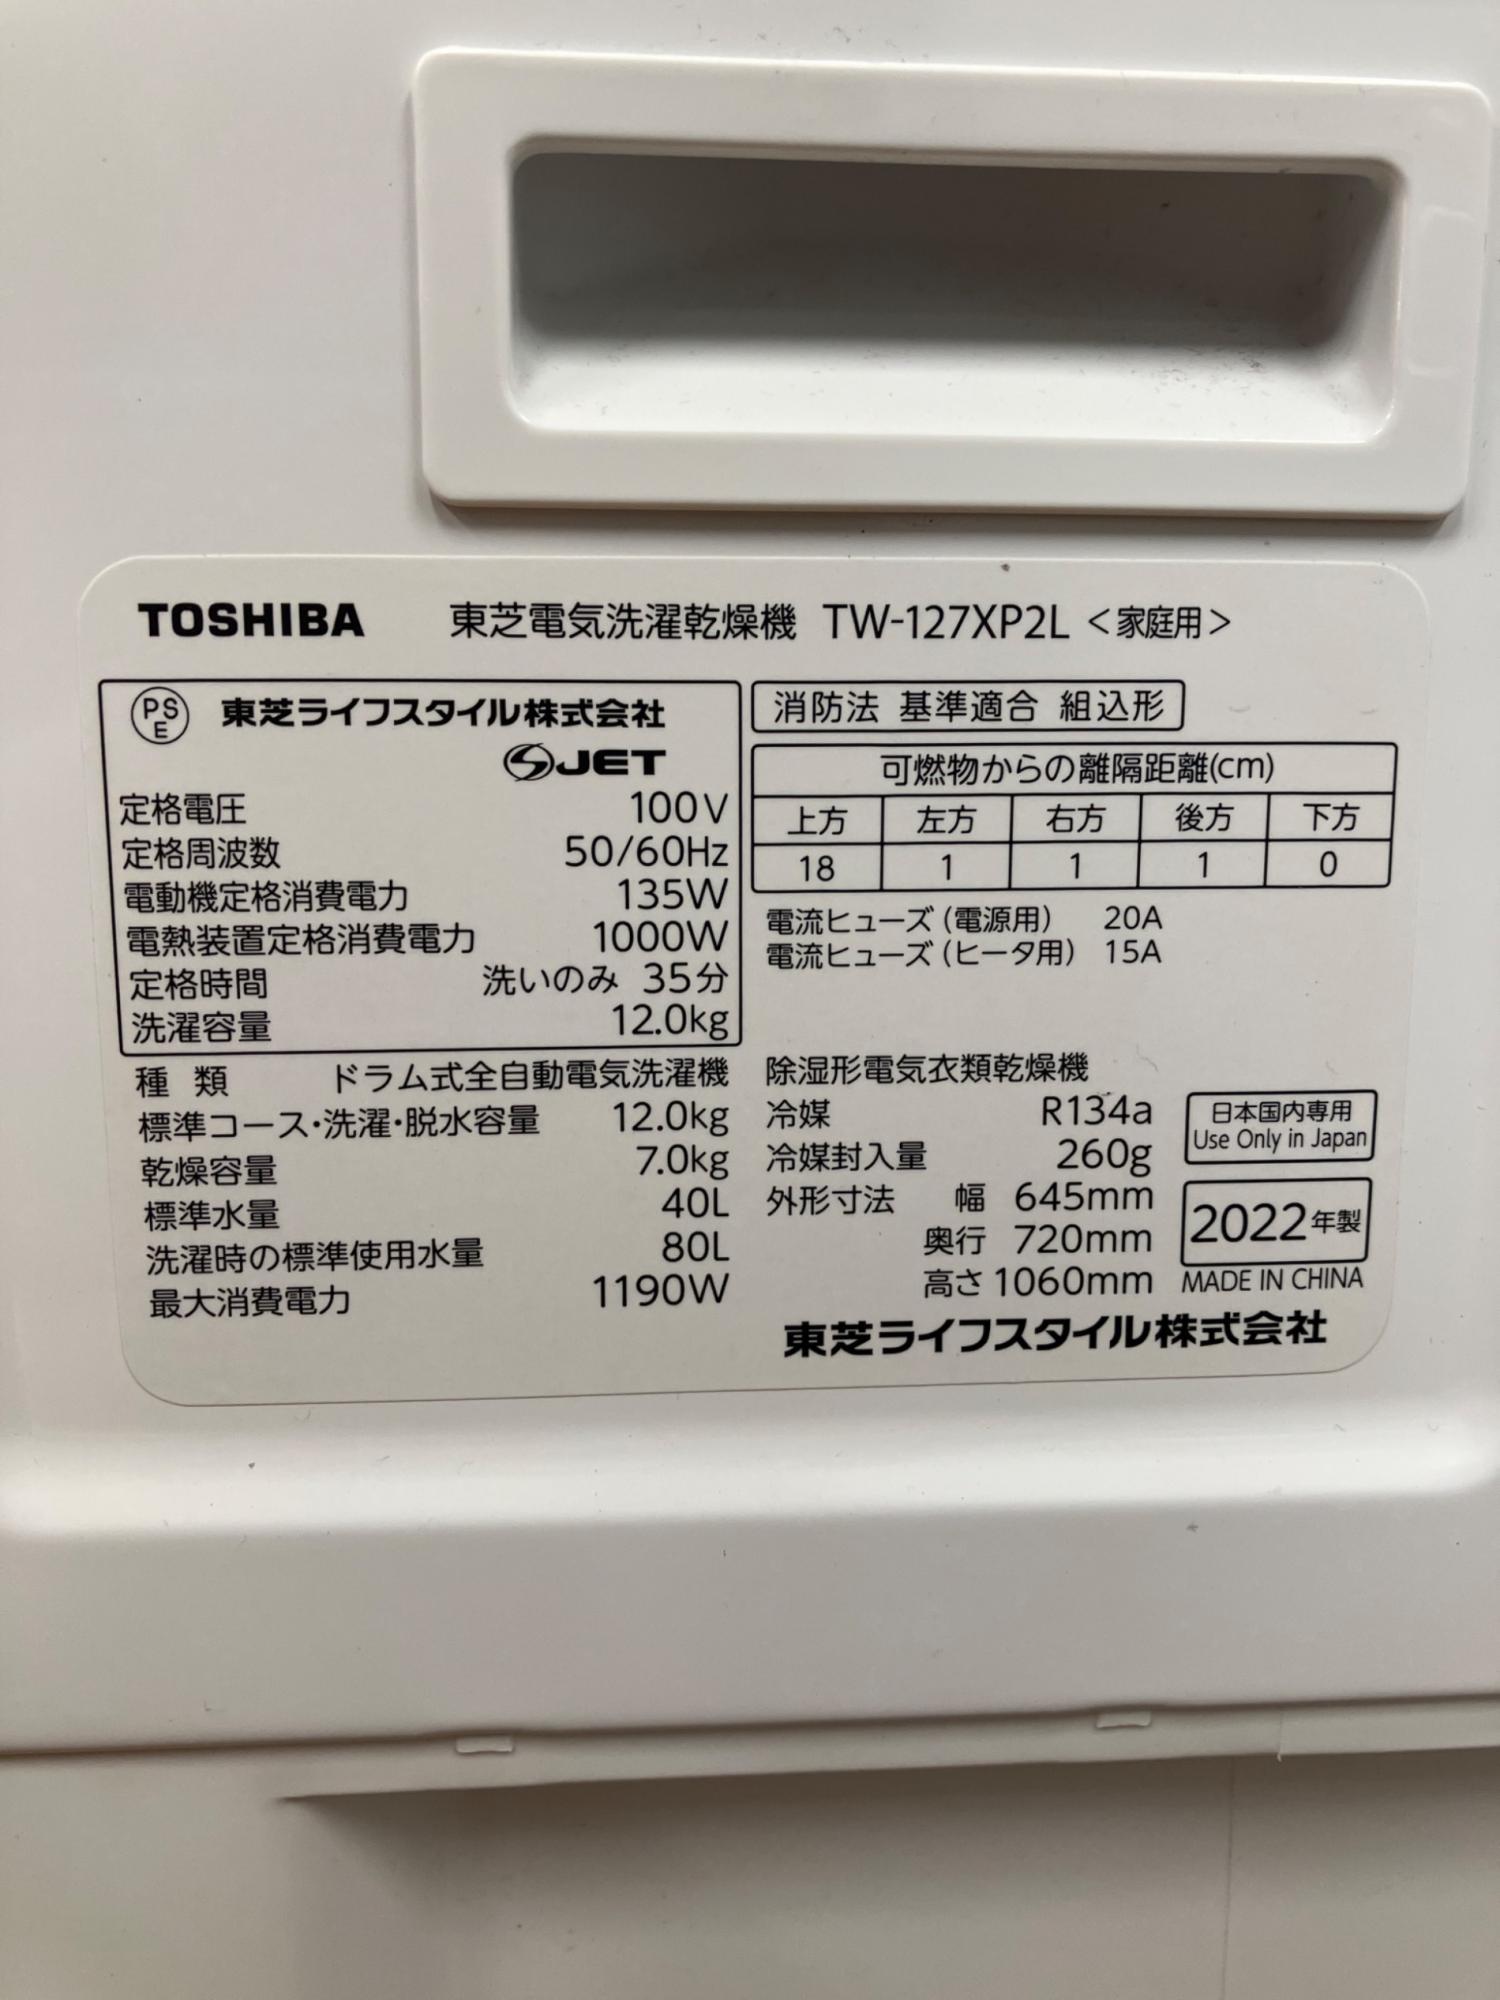 TOSHIBA 東芝電気洗濯乾燥機 TW-127XP2L <家庭用>
PSE 東芝ライフスタイル株式会社
SJET
定格電圧 100V
定格周波数 50/60Hz
電動機定格消費電力 135W
電熱装置定格消費電力 1000W
定格時間 洗いのみ 35分
洗濯容量 12.0kg
種類 ドラム式全自動電気洗濯機
標準コース・洗濯・脱水容量 12.0kg
乾燥容量 7.0kg
標準水量 40L
洗濯時の標準使用水量 80L
最大消費電力 1190W
消防法 基準適合 組込形
可燃物からの離隔距離(cm)
上方 左方 右方 後方 下方
18 1 1 1 0
電流ヒューズ(電源用) 20A
電流ヒューズ(ヒータ用) 15A
除湿形電気衣類乾燥機
冷媒 R134a
冷媒封入量 260g
外形寸法 幅 645mm
奥行 720mm
高さ 1060mm
日本国内専用
Use Only in Japan
2022年製
MADE IN CHINA
東芝ライフスタイル株式会社